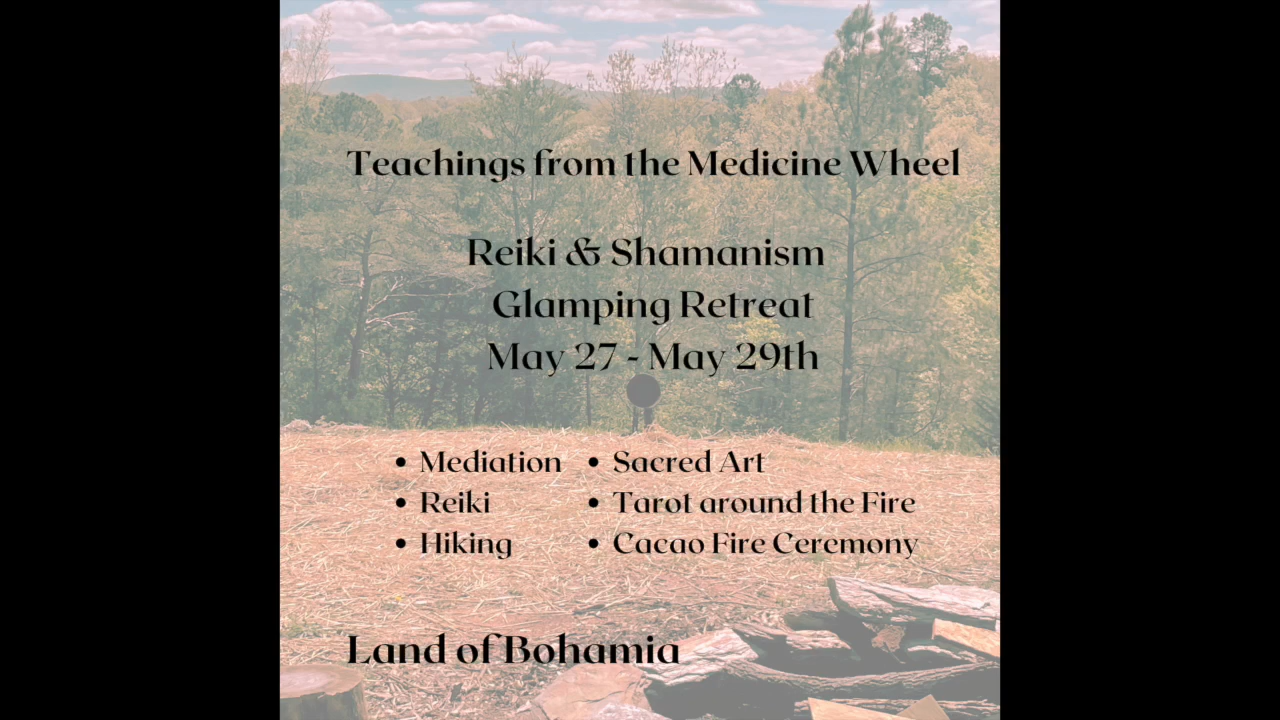 Teachings from the Medicine Wheel
Reiki & Shamanism
Glamping Retreat
May 27 - May 29th
• Mediation
• Reiki
• Hiking
• Sacred Art
• Tarot around the Fire
• Cacao Fire Ceremony
Land of Bohamia